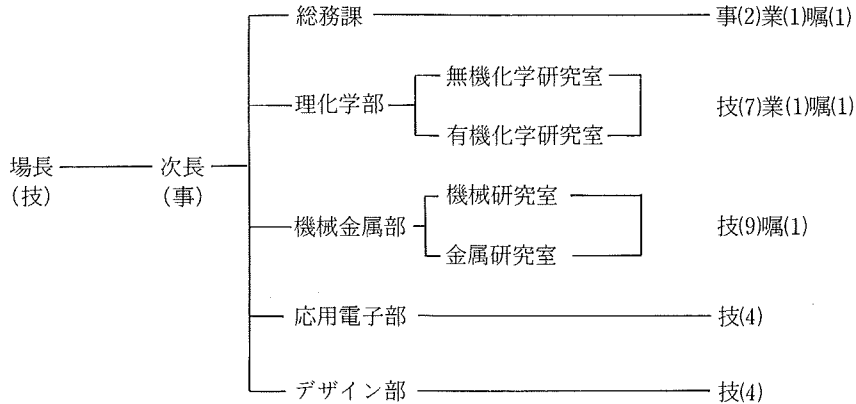 総務課 事(2)業(1)嘱(1)
無機化学研究室
理化学部 技(7)業(1)嘱(1)
有機化学研究室
場長 次長
(技) (事)
機械研究室
機械金属部 技(9)嘱(1)
金属研究室
応用電子部 技(4)
デザイン部 技(4)